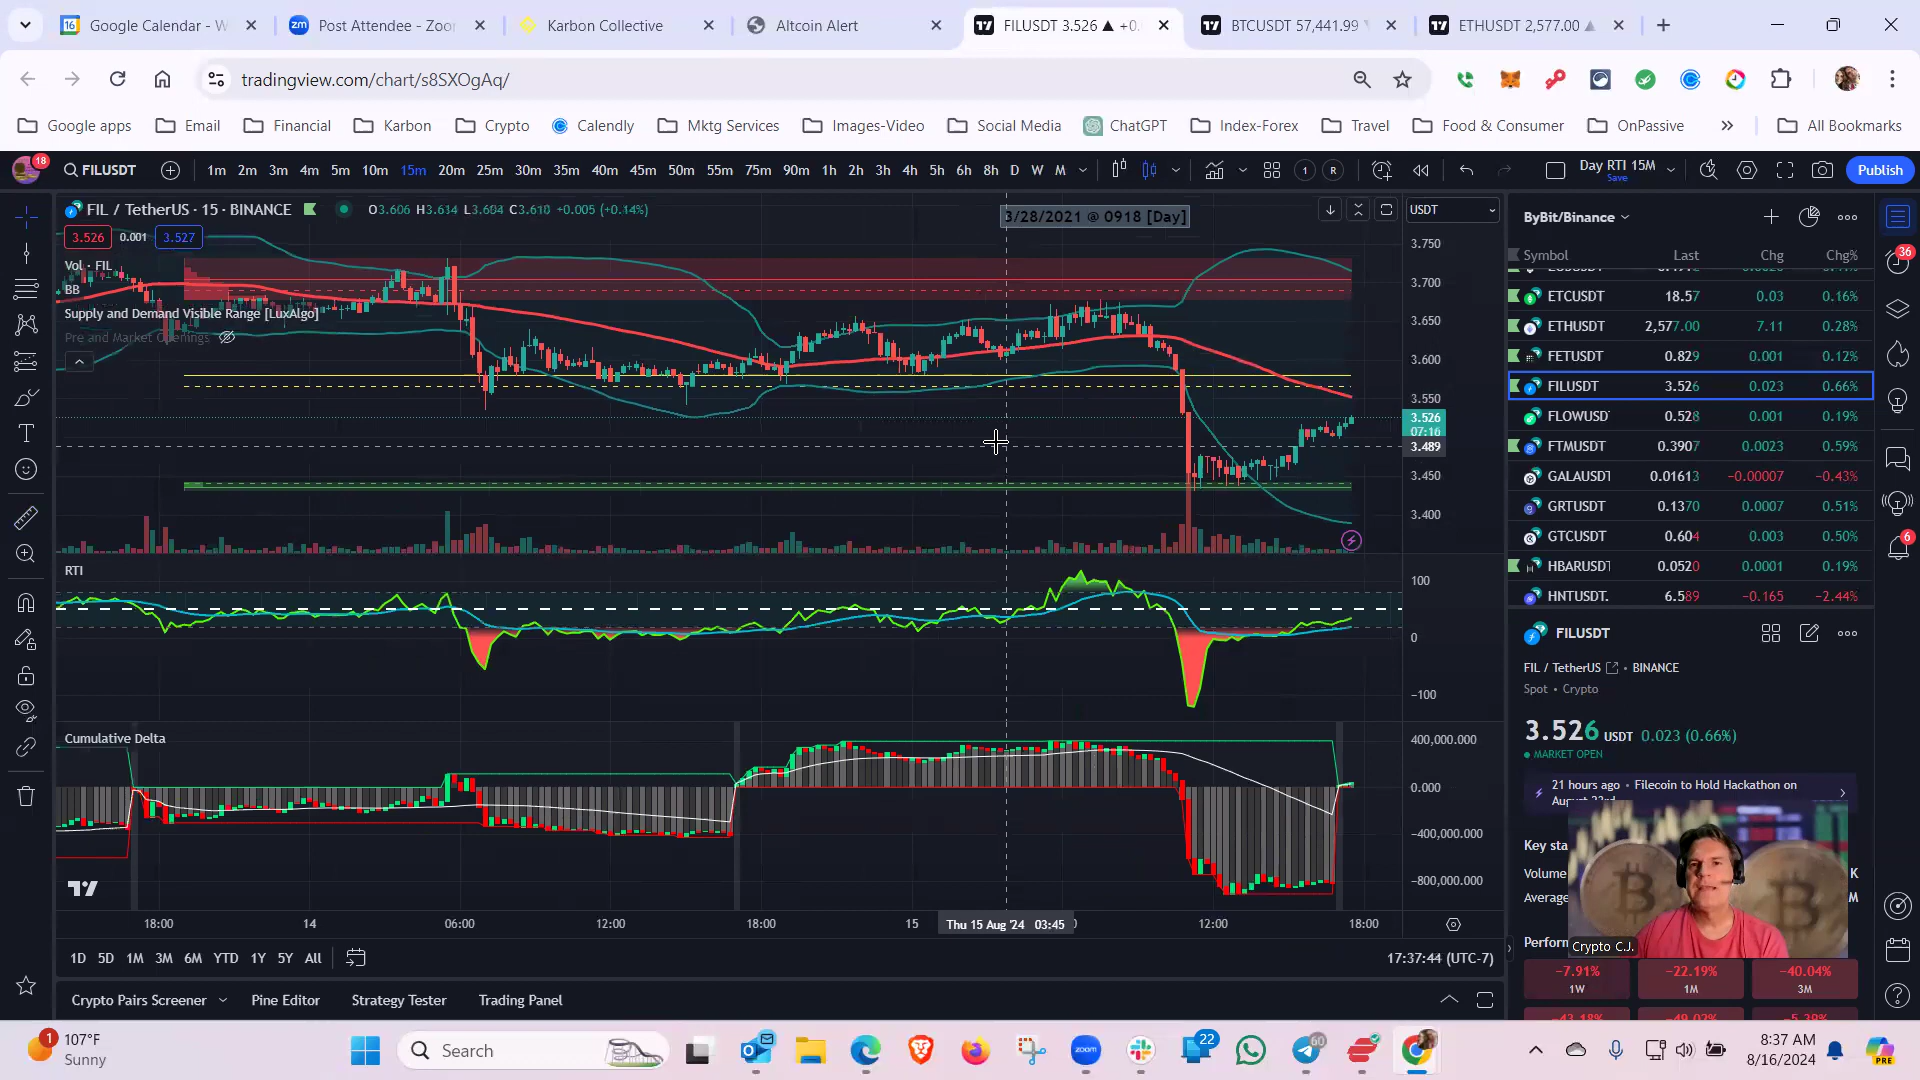 Google Calendar - W
Post Attendee - Zoo
Karbon Collective
Altcoin Alert
FILUSDT 3.526 ▲ +0.
BTCUSDT 57,441.99
ETHUSDT 2,577.00 ▲
tradingview.com/chart/s8SXOgAq/
Google apps
Email
Financial
Karbon
Crypto
Calendly
Mktg Services
Images-Video
Social Media
ChatGPT
Index-Forex
Travel
Food & Consumer
OnPassive
All Bookmarks
18
FILUSDT
1m 2m 3m 4m 5m 10m 15m 20m 25m 30m 35m 40m 45m 50m 55m 75m 90m 1h 2h 3h 4h 5h 6h 8h D W M
1
R
Day RTI 15M
Save
Publish
FIL / TetherUS · 15 · BINANCE
O3.606 H3.614 L3.604 C3.610 +0.005 (+0.14%)
3/28/2021 @ 0918 [Day]
USDT
3.526 0.001 3.527
Vol · FIL
BB
Supply and Demand Visible Range [LuxAlgo]
Pre and Market Openings
3.750
3.700
3.650
3.600
3.550
3.526
07:16
3.489
3.450
3.400
RTI
100
0
−100
Cumulative Delta
400,000.000
0.000
−400,000.000
−800,000.000
18:00 14 06:00 12:00 18:00 15 Thu 15 Aug '24 03:45 12:00 18:00
1D 5D 1M 3M 6M YTD 1Y 5Y All
17:37:44 (UTC-7)
Crypto Pairs Screener
Pine Editor
Strategy Tester
Trading Panel
ByBit/Binance
Symbol Last Chg Chg%
ETCUSDT 18.57 0.03 0.16%
ETHUSDT 2,577.00 7.11 0.28%
FETUSDT 0.829 0.001 0.12%
FILUSDT 3.526 0.023 0.66%
FLOWUSD 0.528 0.001 0.19%
FTMUSDT 0.3907 0.0023 0.59%
GALAUSDT 0.01613 −0.00007 −0.43%
GRTUSDT 0.1370 0.0007 0.51%
GTCUSDT 0.604 0.003 0.50%
HBARUSDT 0.0520 0.0001 0.19%
HNTUSDT. 6.589 −0.165 −2.44%
FILUSDT
FIL / TetherUS · BINANCE
Spot · Crypto
3.526 USDT 0.023 (0.66%)
MARKET OPEN
21 hours ago · Filecoin to Hold Hackathon on
Key sta
Volume K
Average M
Perforn
Crypto C.J.
−7.91% −22.19% −40.04%
1W 1M 3M
36
6
1
107°F
Sunny
Search
22
60
zoom
8:37 AM
8/16/2024
PRE